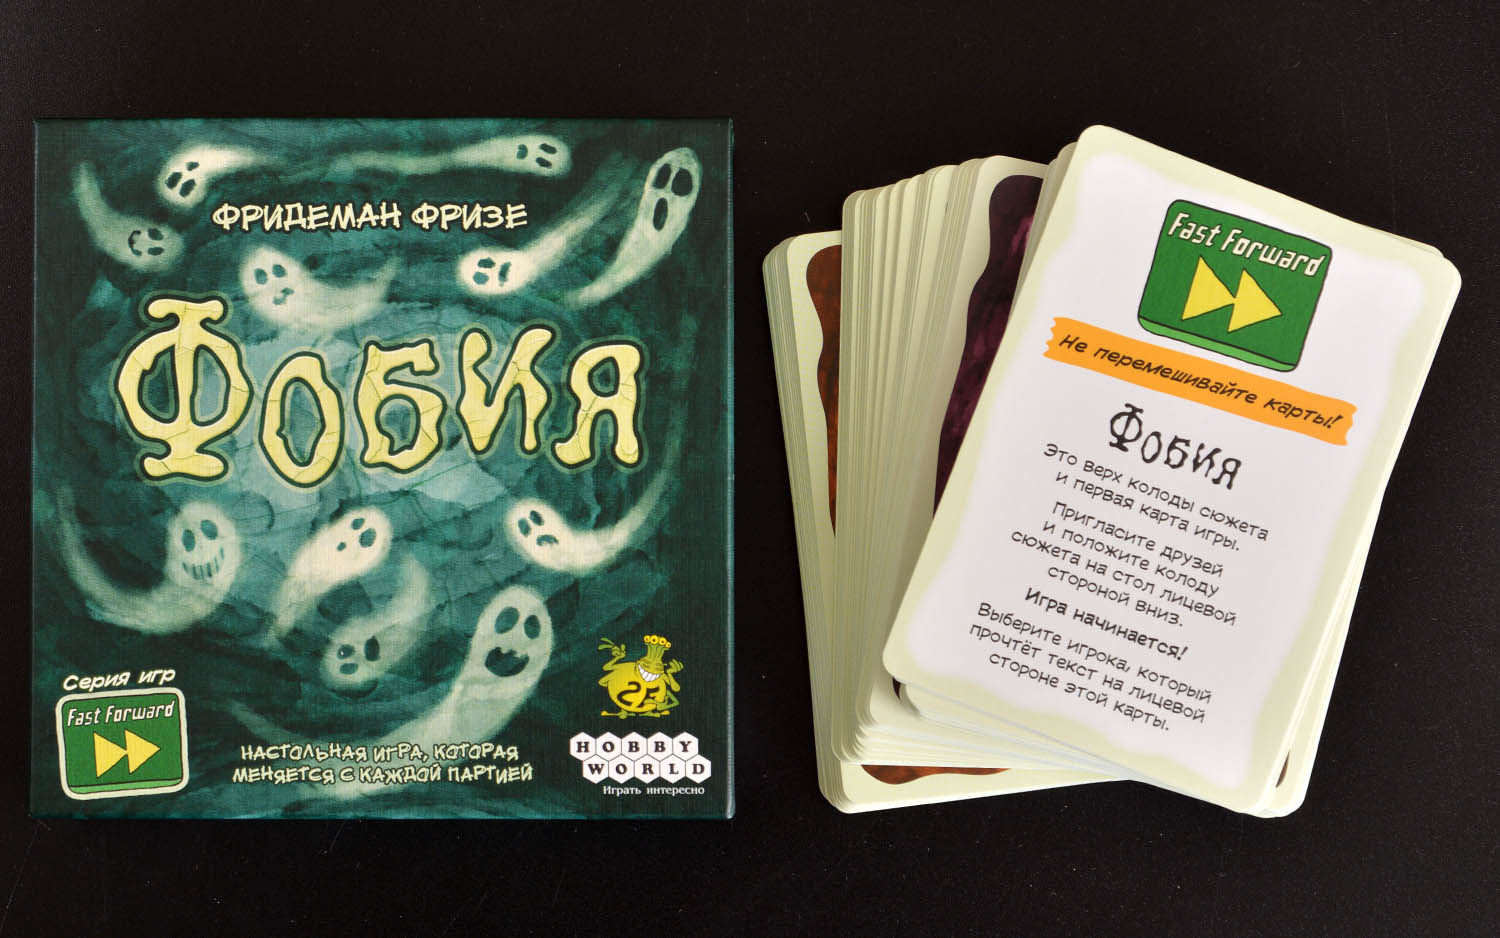 ФРИДЕМАН ФРИЗЕ
ФОБИЯ
Серия игр
Fast Forward
НАСТОЛЬНАЯ ИГРА, КОТОРАЯ
МЕНЯЕТСЯ С КАЖДОЙ ПАРТИЕЙ
2F
HOBBY
WORLD
Играть интересно
Fast Forward
Не перемешивайте карты!
ФОБИЯ
Это верх колоды сюжета
и первая карта игры.
Пригласите друзей
и положите колоду
сюжета на стол лицевой
стороной вниз.
Игра начинается!
Выберите игрока, который
прочтёт текст на лицевой
стороне этой карты.